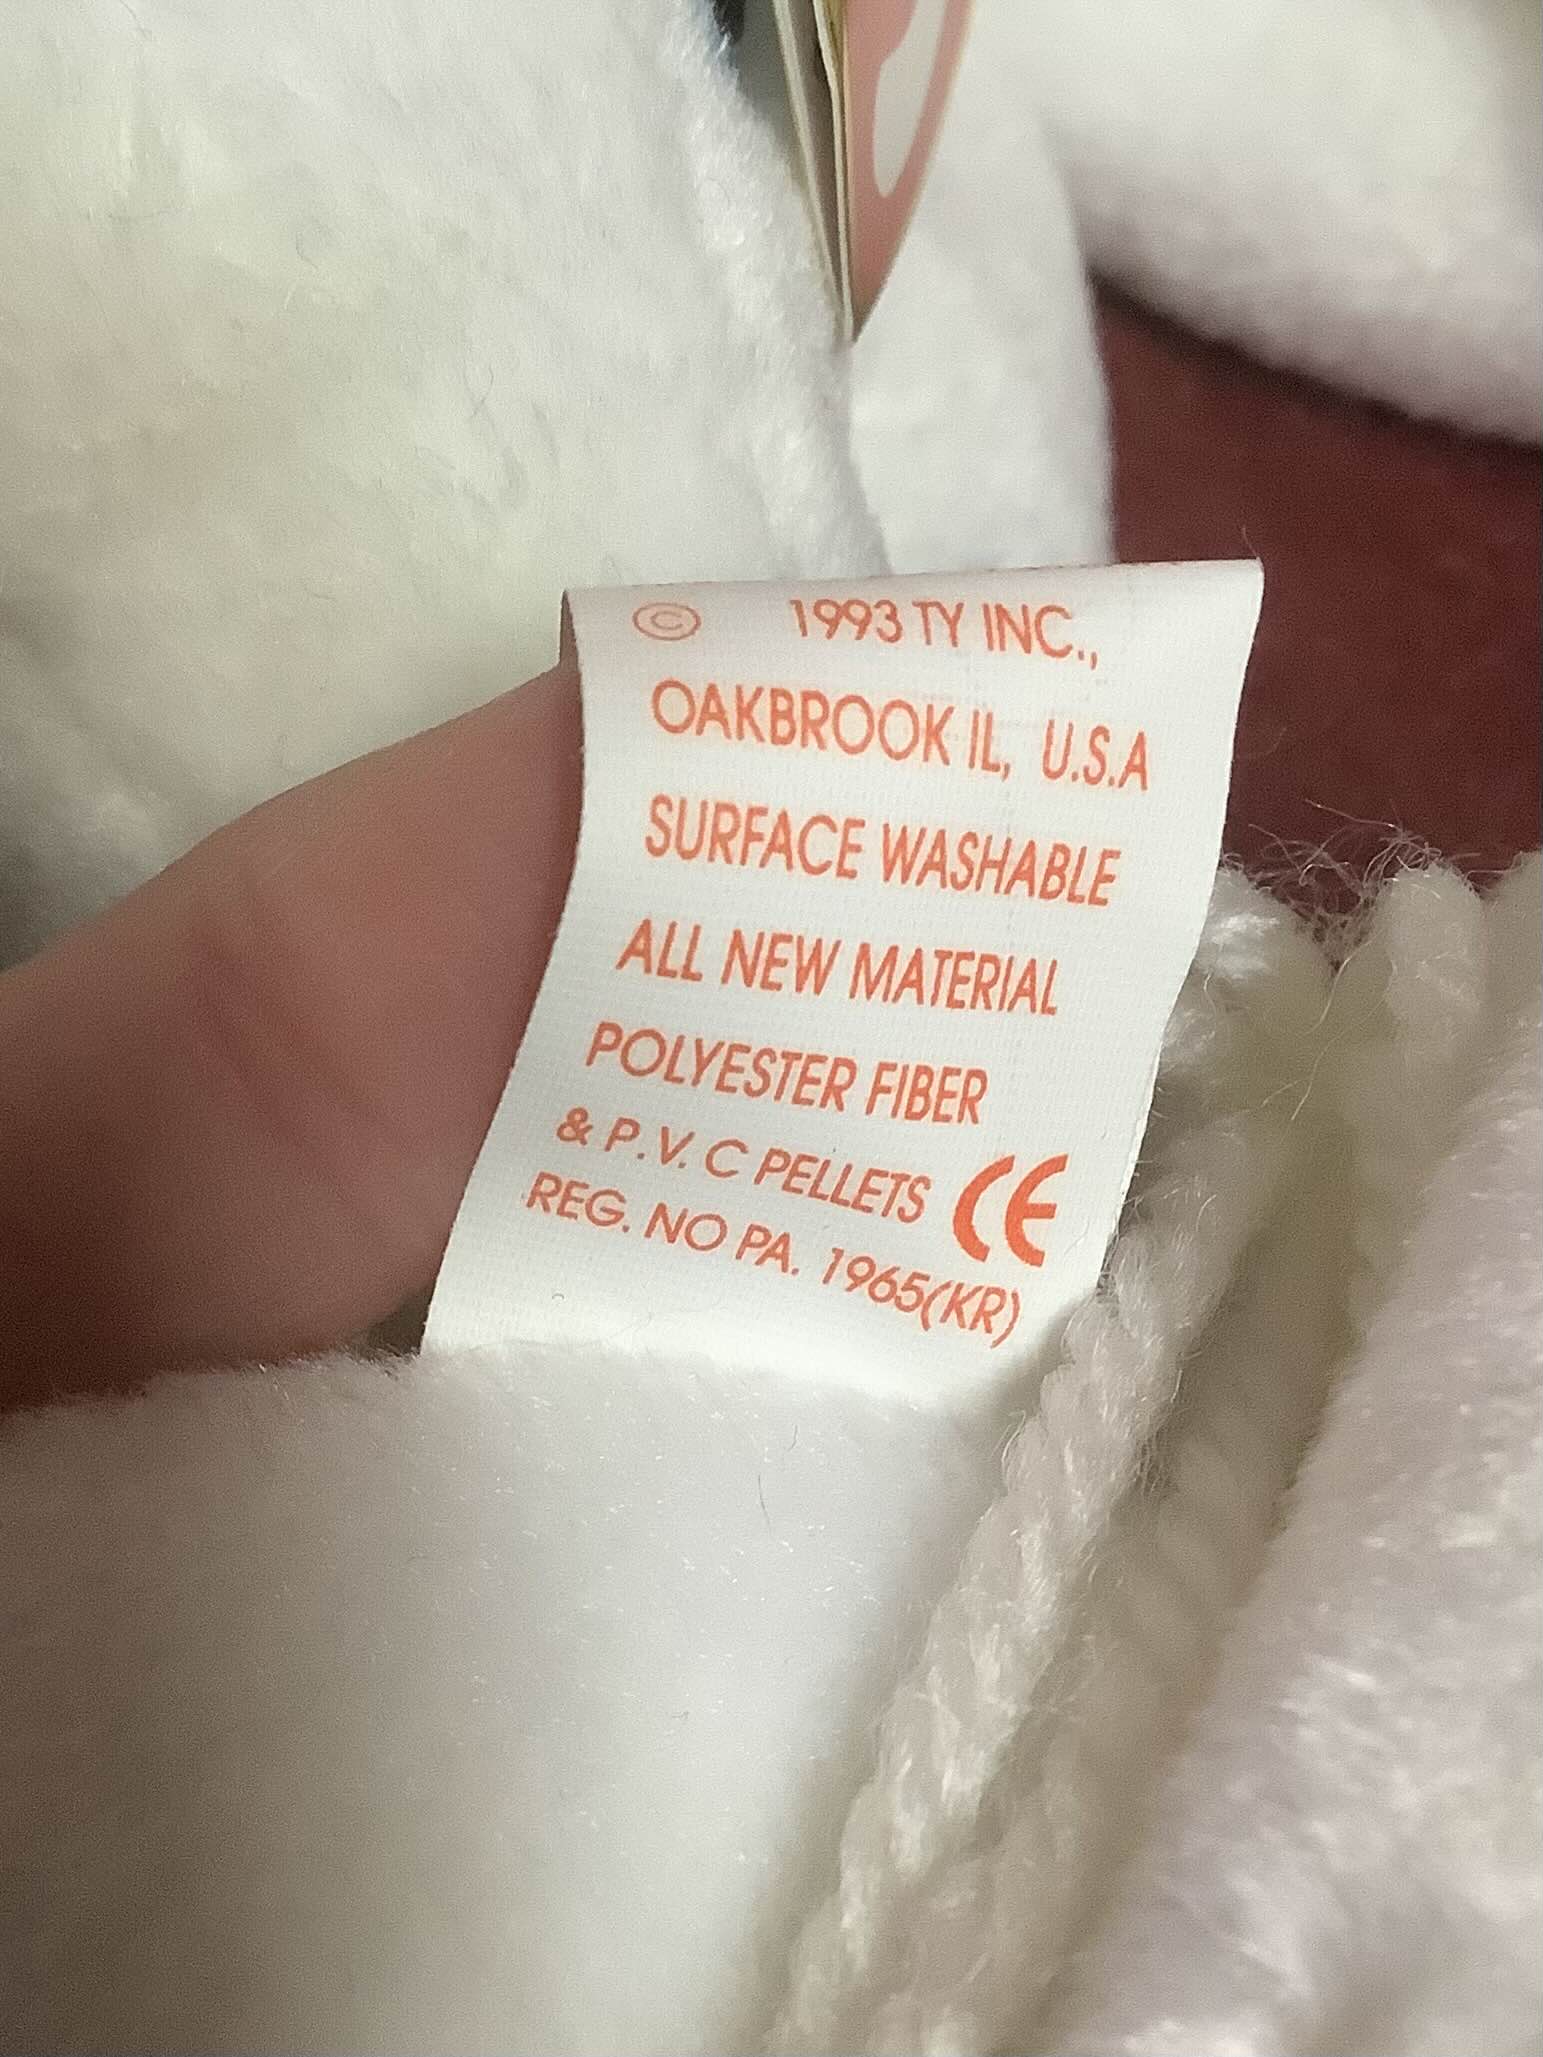 © 1993 TY INC.,
OAKBROOK IL, U.S.A
SURFACE WASHABLE
ALL NEW MATERIAL
POLYESTER FIBER
& P.V.C PELLETS CE
REG. NO PA. 1965(KR)